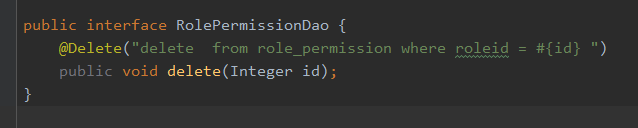 public interface RolePermissionDao {
    @Delete("delete  from role_permission where roleid = #{id} ")
    public void delete(Integer id);
}